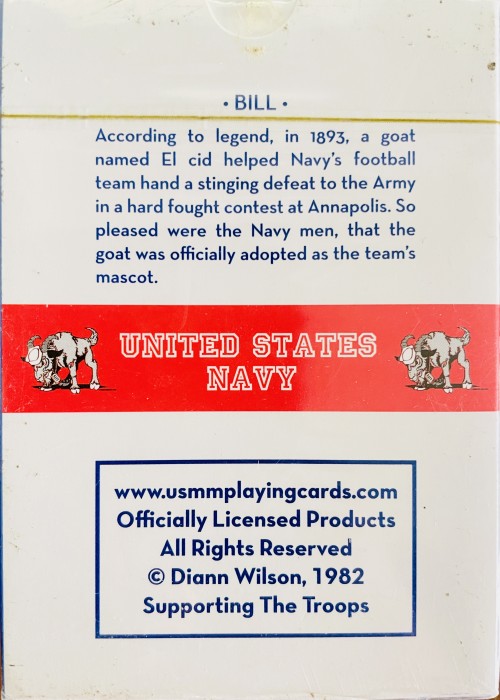 • BILL •
According to legend, in 1893, a goat
named El cid helped Navy's football
team hand a stinging defeat to the Army
in a hard fought contest at Annapolis. So
pleased were the Navy men, that the
goat was officially adopted as the team's
mascot.
UNITED STATES
NAVY
www.usmmplayingcards.com
Officially Licensed Products
All Rights Reserved
© Diann Wilson, 1982
Supporting The Troops